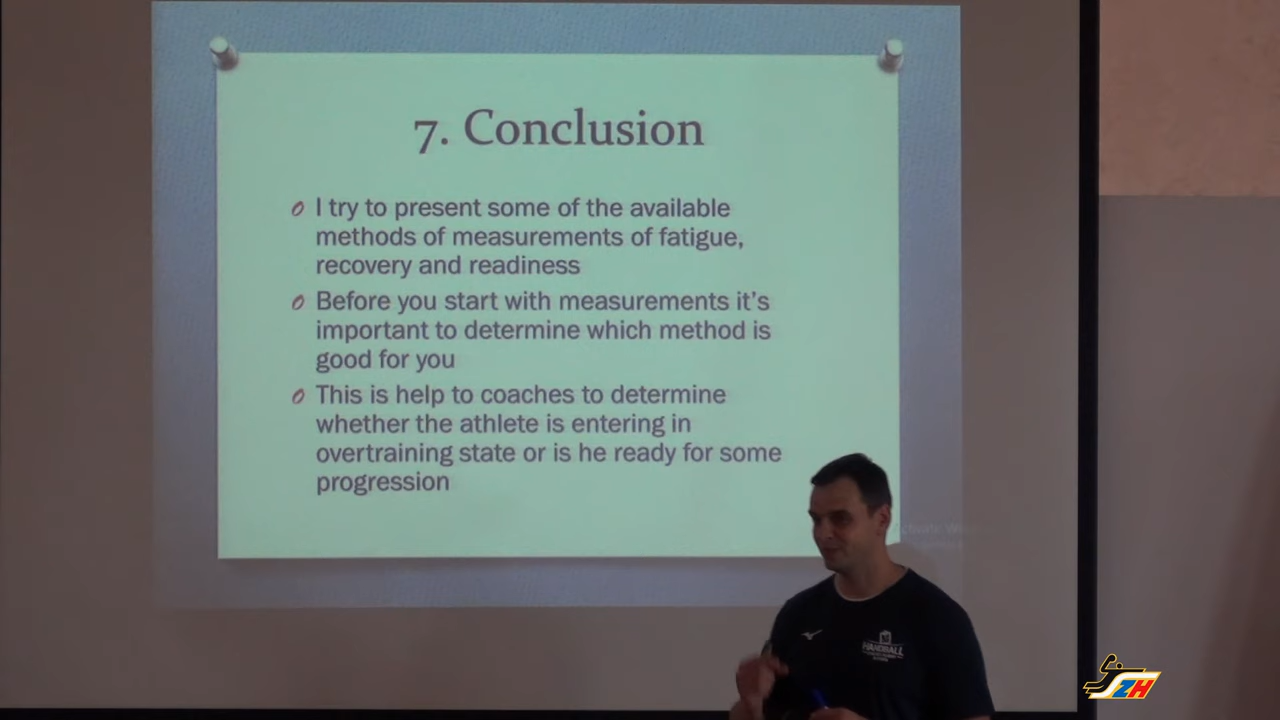 7. Conclusion
I try to present some of the available
methods of measurements of fatigue,
recovery and readiness
Before you start with measurements it's
important to determine which method is
good for you
This is help to coaches to determine
whether the athlete is entering in
overtraining state or is he ready for some
progression
HANDBALL
SZH